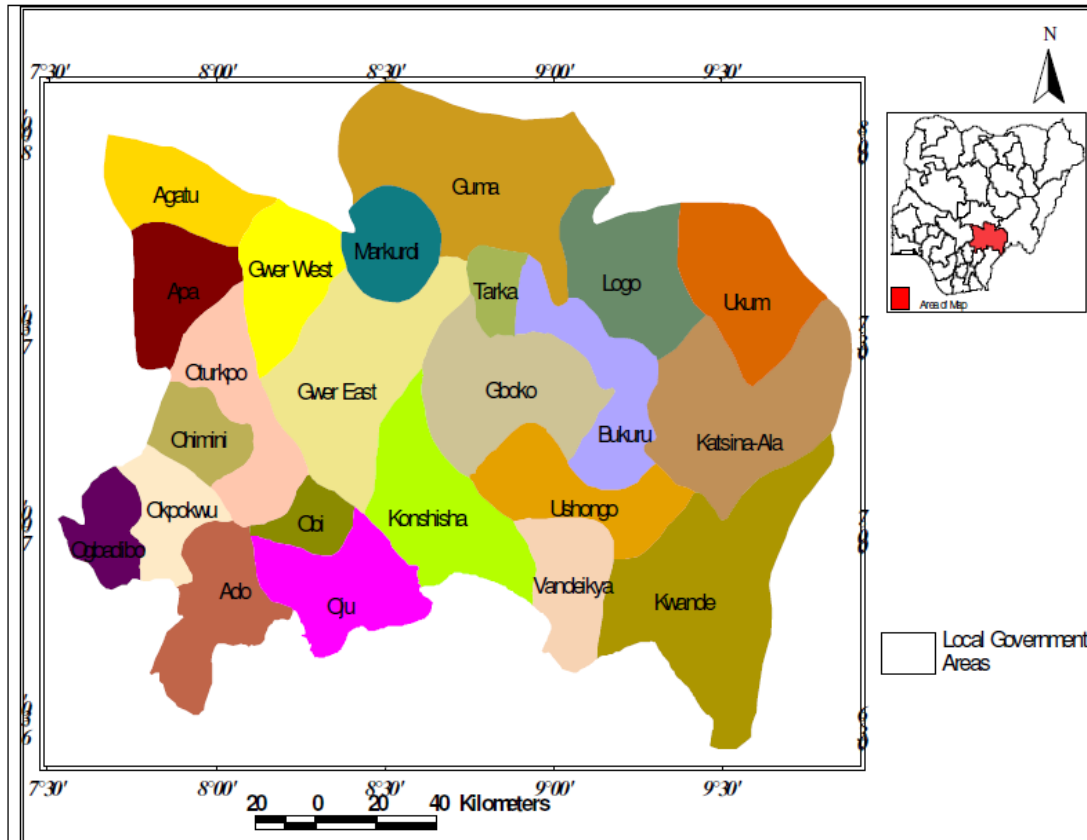 N
7°30'    8°00'    8°30'    9°00'    9°30'
Agatu
Guma
Gwer West
Markurdi
Apa
Tarka
Logo
Ukum
Area of Map
Oturkpo
Gwer East
Gboko
Ohimini
Bukuru
Katsina-Ala
Okpokwu
Obi
Konshisha
Ushongo
Ogbadibo
Ado
Oju
Vandeikya
Kwande
Local Government
Areas
7°30'    8°00'    8°30'    9°00'    9°30'
20    0    20    40 Kilometers